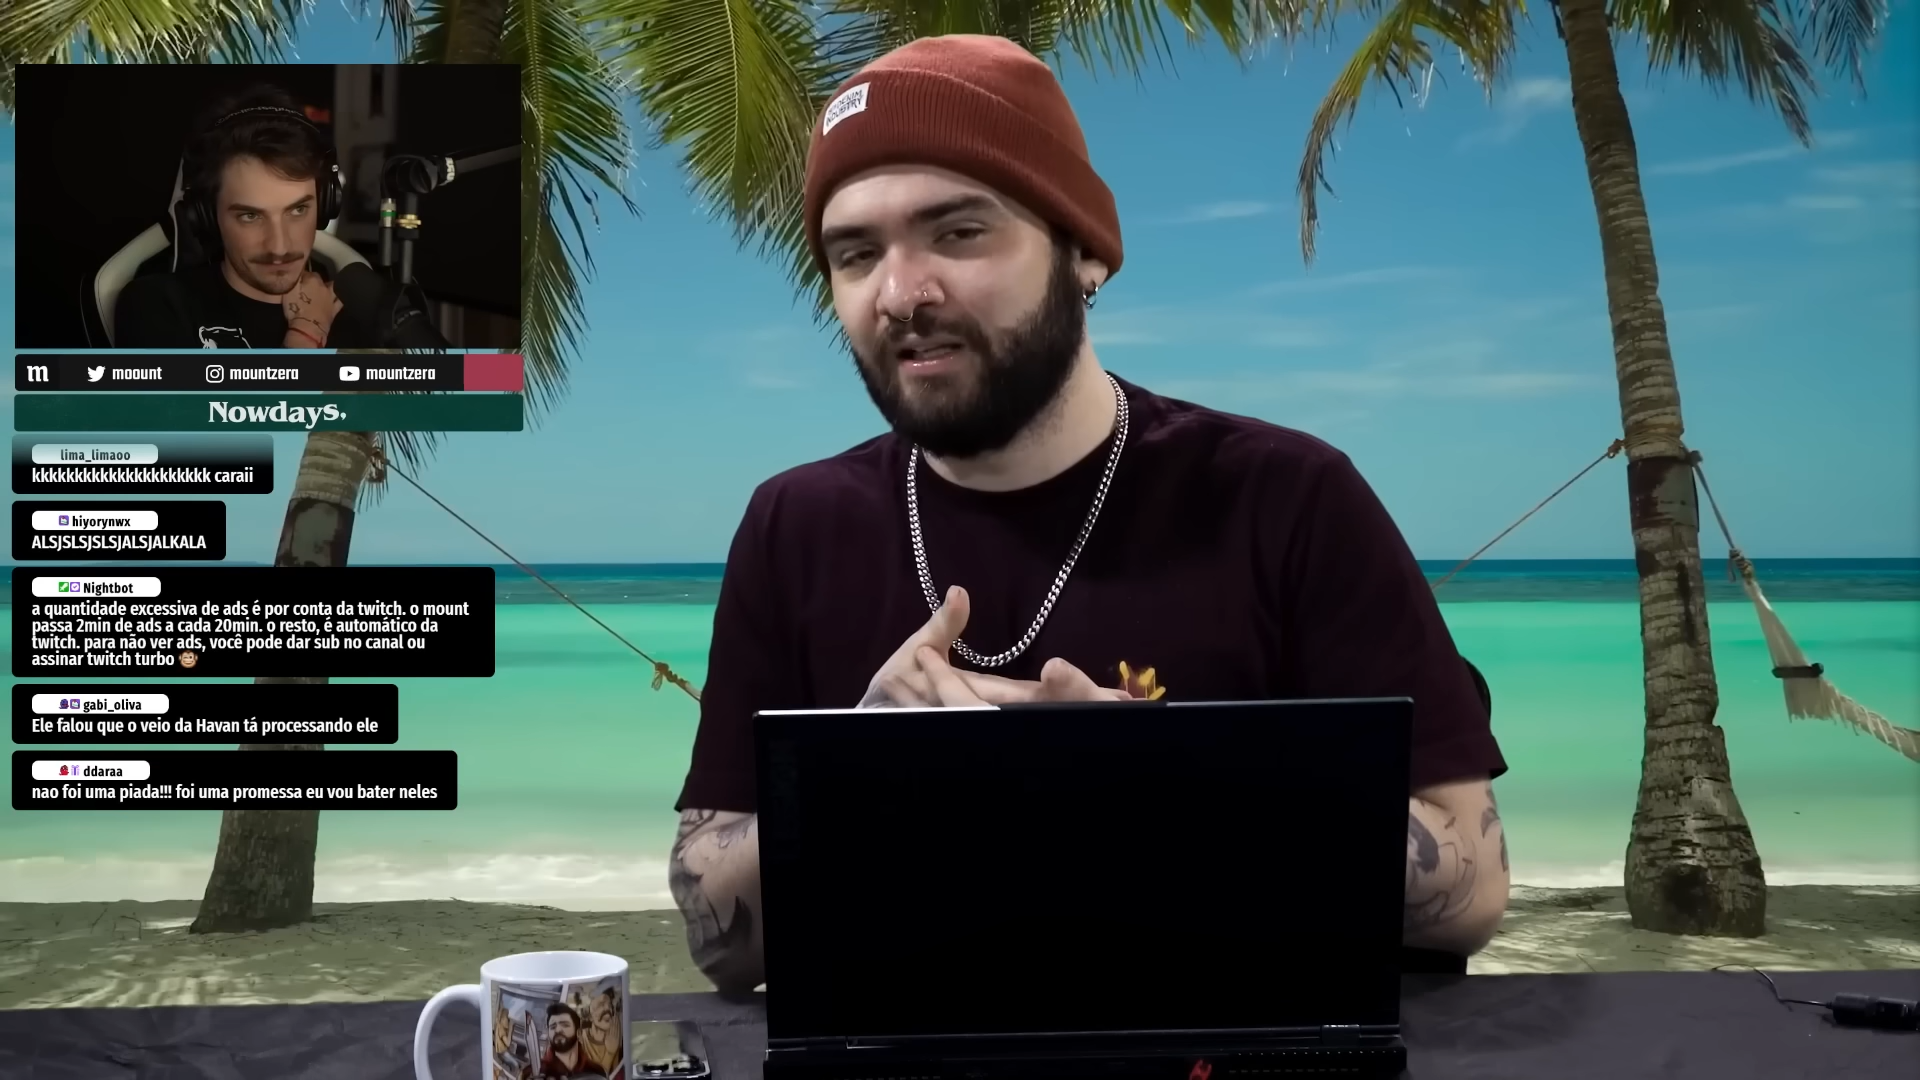 INDUSTRY
m moount mountzera mountzera
Nowdays.
lima_limaoo
kkkkkkkkkkkkkkkkkkkkk caraii
hiyorynwx
ALSJSLSJSLSJALSJALKALA
Nightbot
a quantidade excessiva de ads é por conta da twitch. o mount
passa 2min de ads a cada 20min. o resto, é automático da
twitch. para não ver ads, você pode dar sub no canal ou
assinar twitch turbo 🐵
gabi_oliva
Ele falou que o veio da Havan tá processando ele
ddaraa
nao foi uma piada!!! foi uma promessa eu vou bater neles